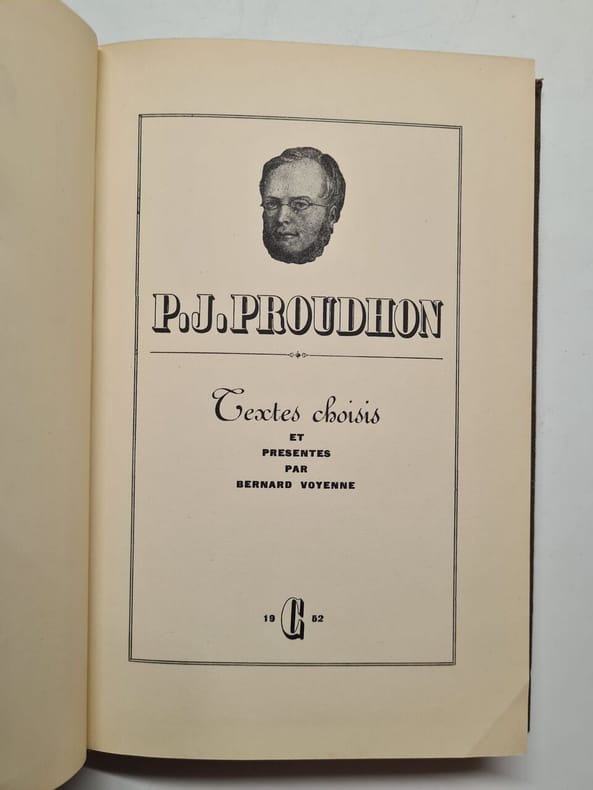 P.J.PROUDHON
Textes choisis
ET
PRESENTES
PAR
BERNARD VOYENNE
19 G 52